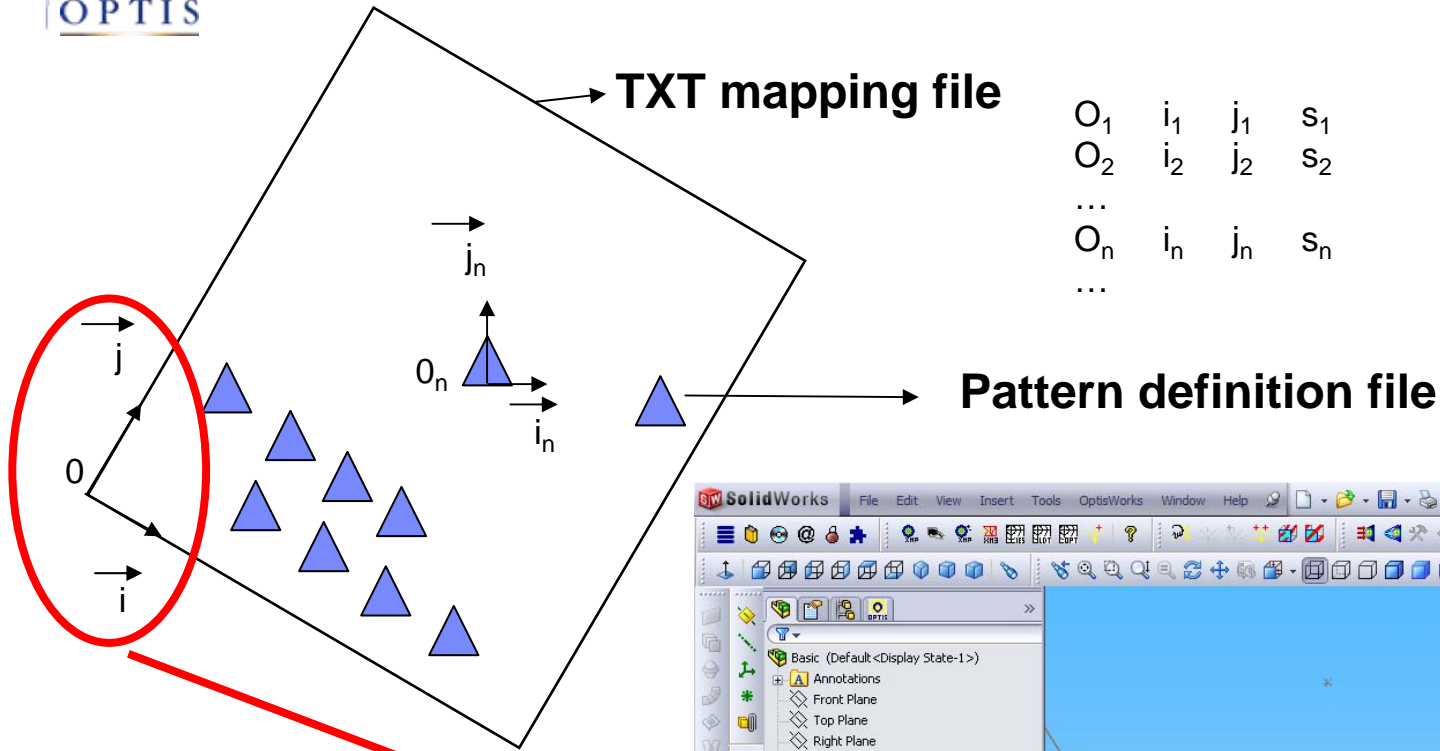 OPTIS
TXT mapping file
O1 i1 j1 s1
O2 i2 j2 s2
…
On in jn sn
…
jn
j
0n
in
0
i
Pattern definition file
SolidWorks File Edit View Insert Tools OptisWorks Window Help
OPTIS
Basic (Default<Display State-1>)
A Annotations
Front Plane
Top Plane
Right Plane